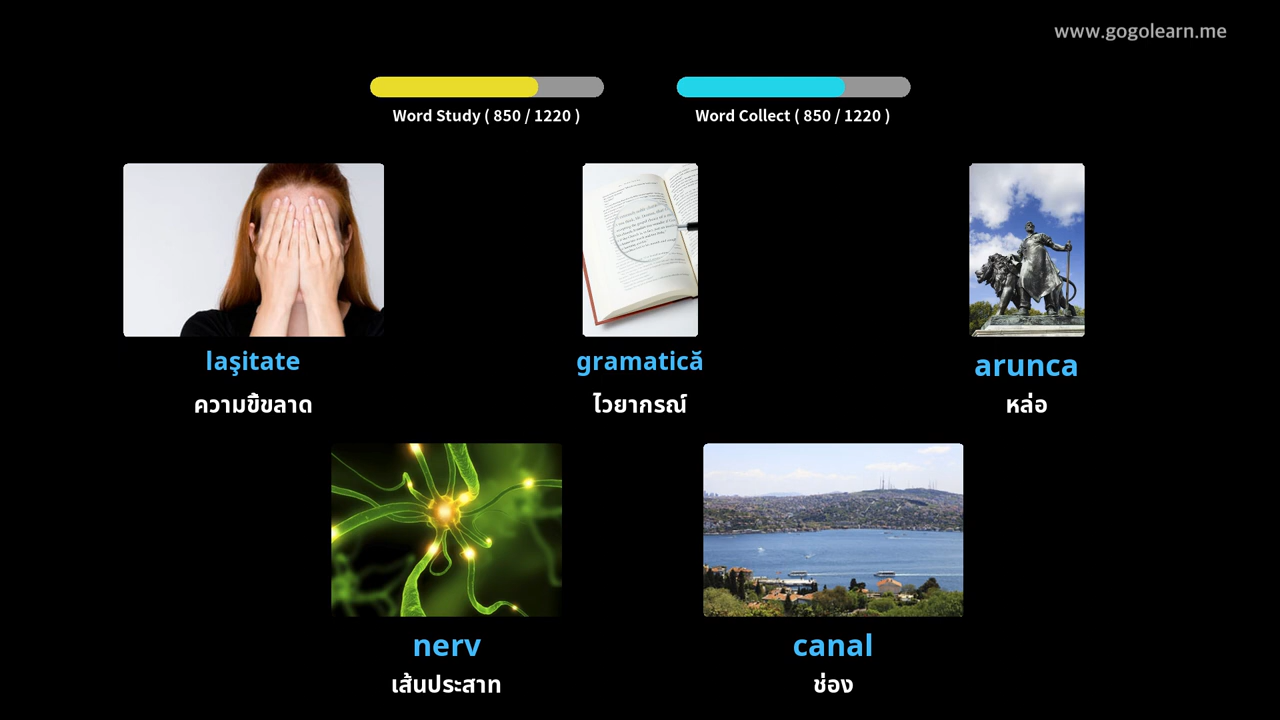 www.gogolearn.me
Word Study ( 850 / 1220 )
Word Collect ( 850 / 1220 )
laşitate
gramatică
arunca
ความขี้ขลาด
ไวยากรณ์
หล่อ
nerv
canal
เส้นประสาท
ช่อง